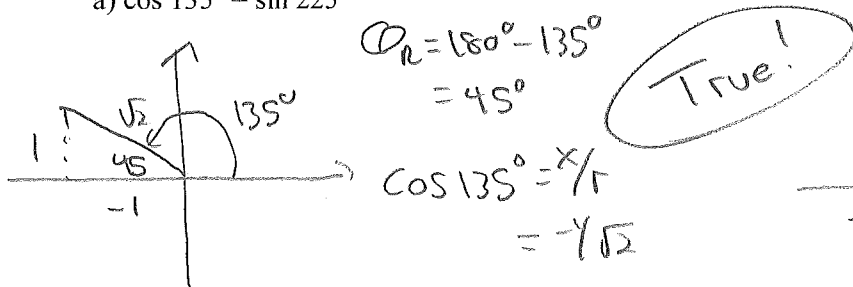 a) cos 135° = sin 225°
θR = 180° - 135°
= 45°
True!
√2
135°
1
45
-1
cos 135° = x/r
= -1/√2